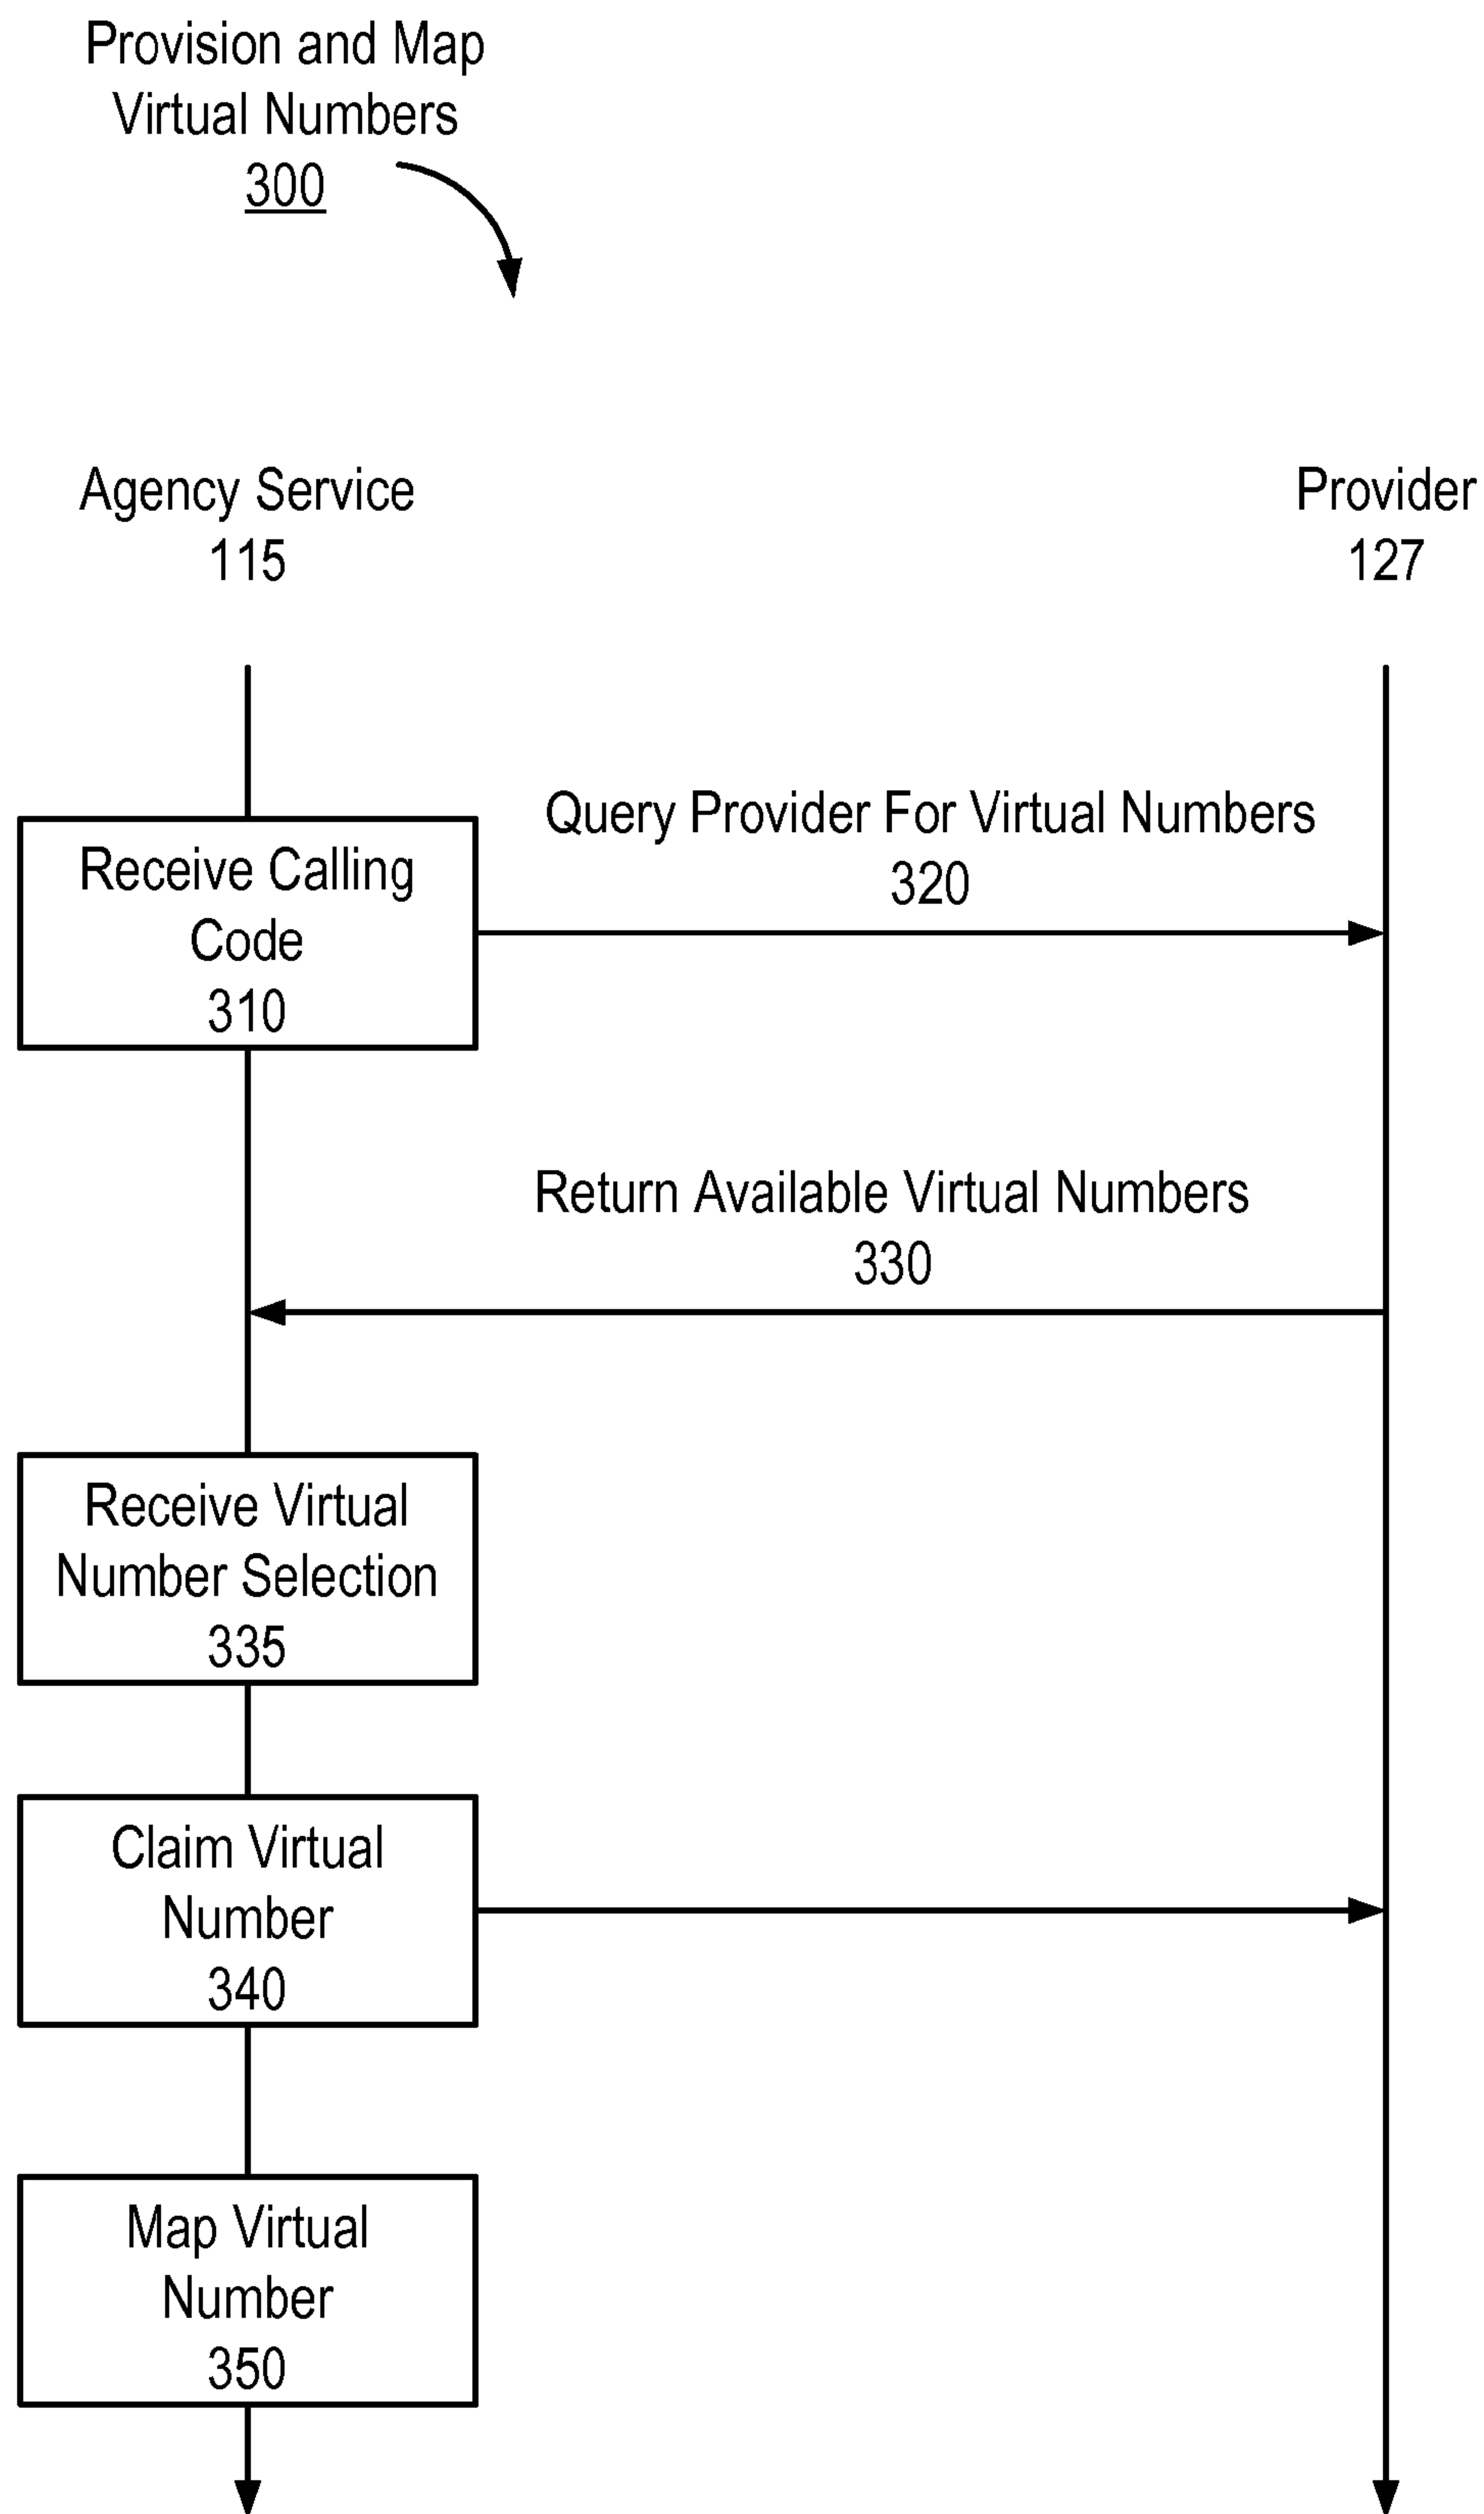 Provision and Map
Virtual Numbers
300
Agency Service
115
Provider
127
Query Provider For Virtual Numbers
320
Receive Calling
Code
310
Return Available Virtual Numbers
330
Receive Virtual
Number Selection
335
Claim Virtual
Number
340
Map Virtual
Number
350